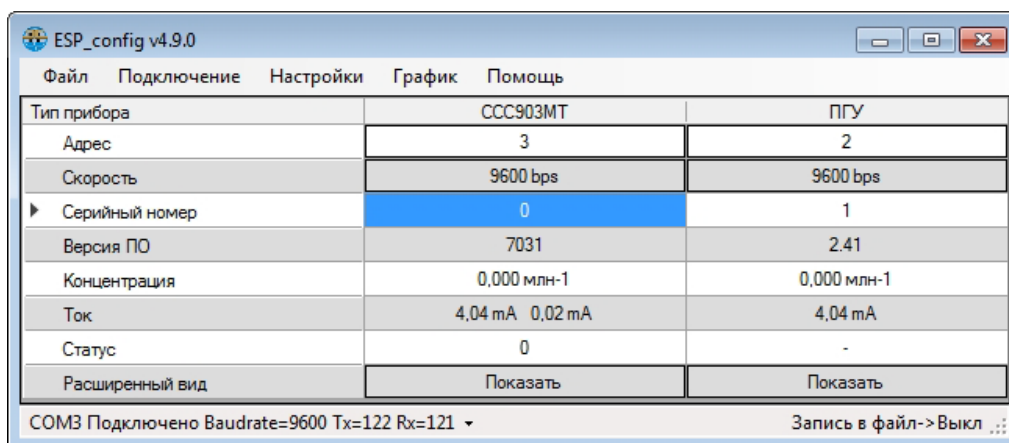 ESP_config v4.9.0
Файл Подключение Настройки График Помощь
Тип прибора ССС903МТ ПГУ
Адрес 3 2
Скорость 9600 bps 9600 bps
Серийный номер 0 1
Версия ПО 7031 2.41
Концентрация 0,000 млн-1 0,000 млн-1
Ток 4,04 mA 0,02 mA 4,04 mA
Статус 0 -
Расширенный вид Показать Показать
COM3 Подключено Baudrate=9600 Tx=122 Rx=121 Запись в файл->Выкл